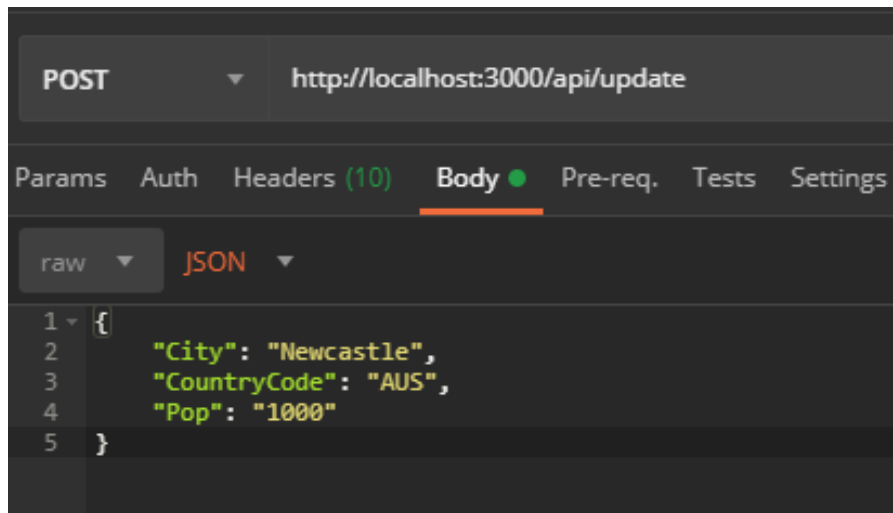 POST http://localhost:3000/api/update
Params Auth Headers (10) Body Pre-req. Tests Settings
raw JSON
1 {
2 "City": "Newcastle",
3 "CountryCode": "AUS",
4 "Pop": "1000"
5 }